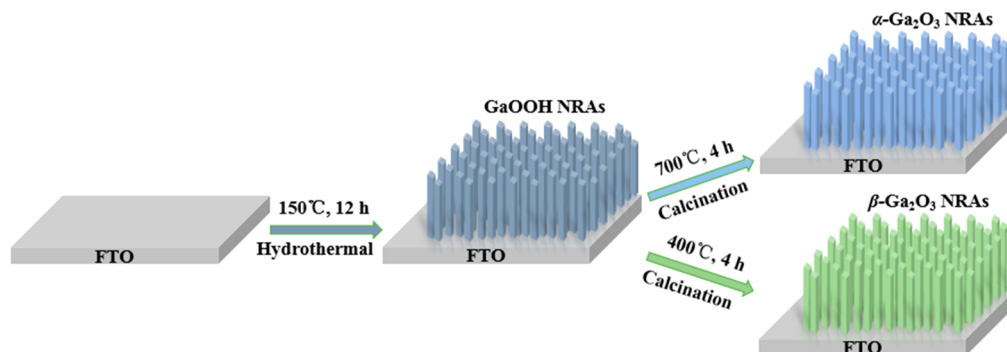 FTO
150℃, 12 h
Hydrothermal
GaOOH NRAs
FTO
700℃, 4 h
Calcination
α-Ga₂O₃ NRAs
FTO
400℃, 4 h
Calcination
β-Ga₂O₃ NRAs
FTO